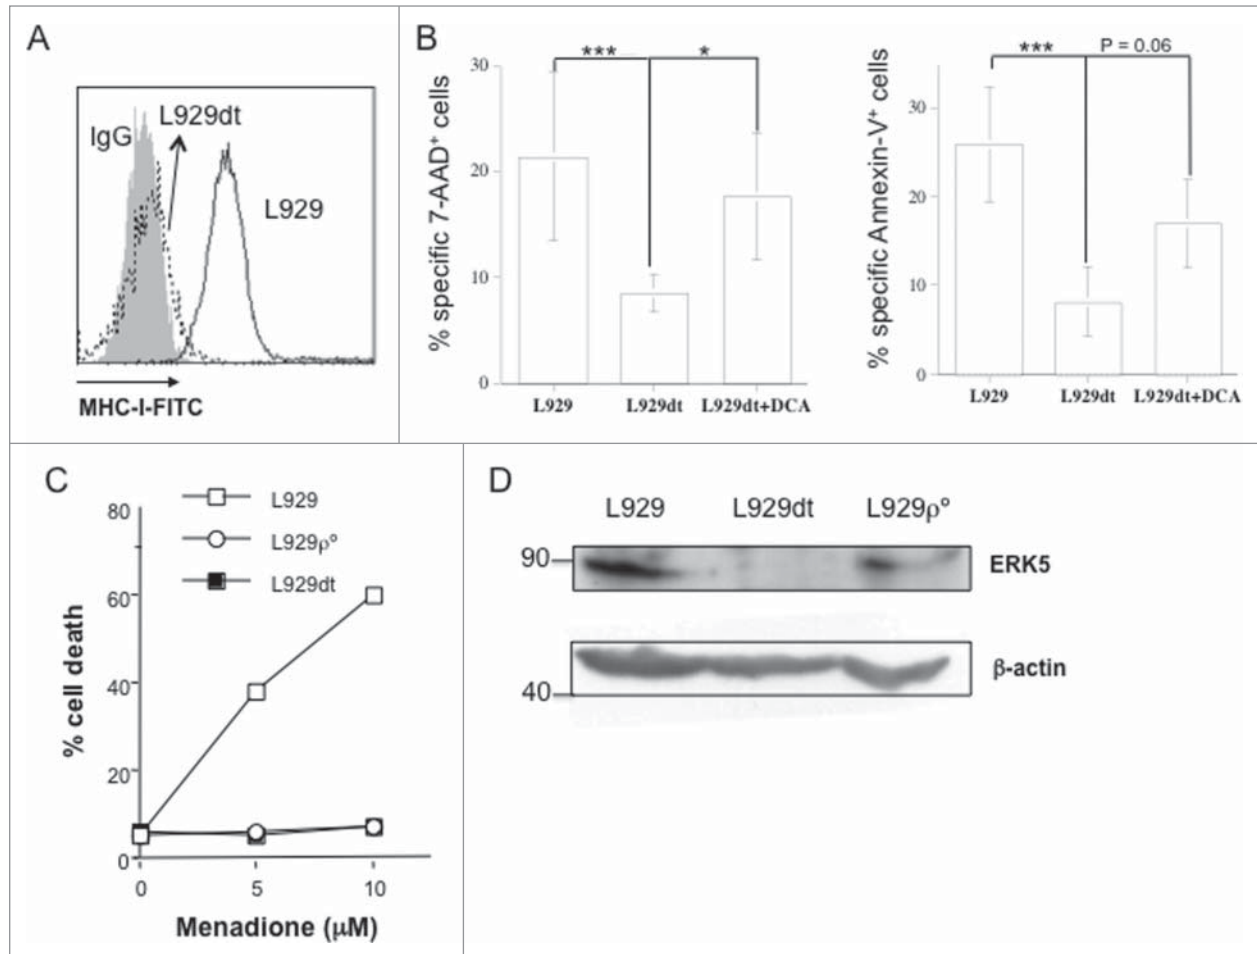 A
IgG
L929dt
L929
MHC-I-FITC
B
% specific 7-AAD⁺ cells
30
20
10
0
***
*
L929
L929dt
L929dt+DCA
% specific Annexin-V⁺ cells
30
20
10
0
***
P = 0.06
L929
L929dt
L929dt+DCA
C
L929
L929ρº
L929dt
% cell death
80
60
40
20
0
0
5
10
Menadione (µM)
D
L929
L929dt
L929ρº
90
ERK5
β-actin
40